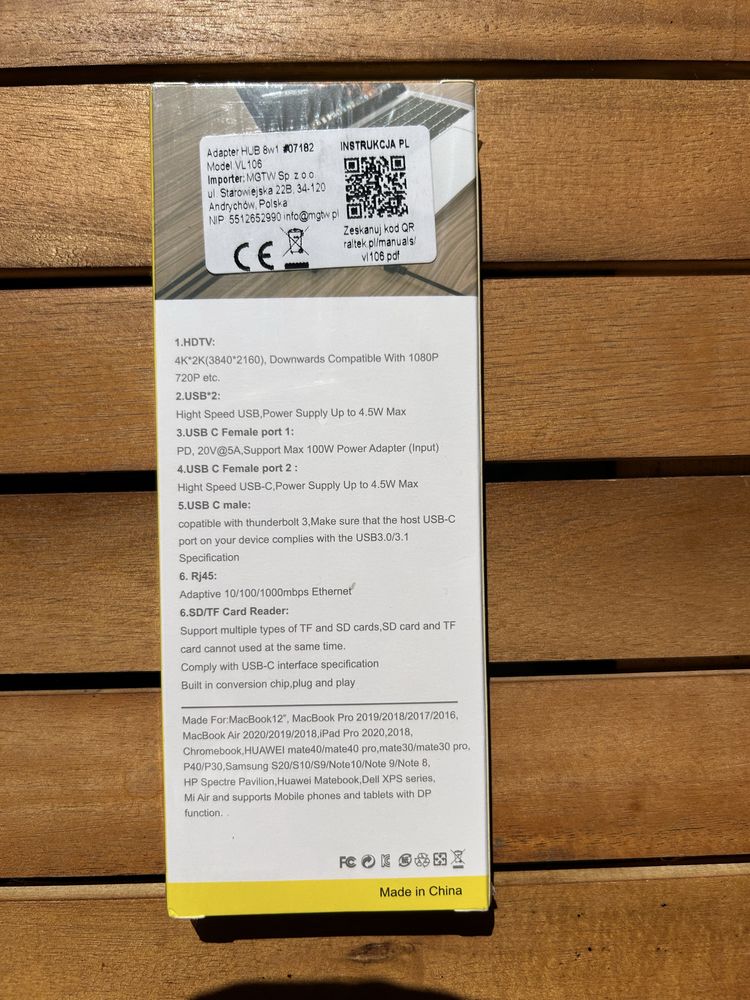 Adapter HUB 8w1 #07182
Model VL106
Importer: MGTW Sp. z o.o.
ul. Starowiejska 22B, 34-120
Andrychów, Polska
NIP: 5512652990 info@mgtw.pl
CE
INSTRUKCJA PL
Zeskanuj kod QR
raltek.pl/manuals/
vl106.pdf
1.HDTV:
4K*2K(3840*2160), Downwards Compatible With 1080P
720P etc.
2.USB*2:
Hight Speed USB,Power Supply Up to 4.5W Max
3.USB C Female port 1:
PD, 20V@5A,Support Max 100W Power Adapter (Input)
4.USB C Female port 2 :
Hight Speed USB-C,Power Supply Up to 4.5W Max
5.USB C male:
copatible with thunderbolt 3,Make sure that the host USB-C
port on your device complies with the USB3.0/3.1
Specification
6. Rj45:
Adaptive 10/100/1000mbps Ethernet
6.SD/TF Card Reader:
Support multiple types of TF and SD cards,SD card and TF
card cannot used at the same time.
Comply with USB-C interface specification
Built in conversion chip,plug and play
Made For:MacBook12", MacBook Pro 2019/2018/2017/2016,
MacBook Air 2020/2019/2018,iPad Pro 2020,2018,
Chromebook,HUAWEI mate40/mate40 pro,mate30/mate30 pro,
P40/P30,Samsung S20/S10/S9/Note10/Note 9/Note 8,
HP Spectre Pavilion,Huawei Matebook,Dell XPS series,
Mi Air and supports Mobile phones and tablets with DP
function.
FC
Made in China